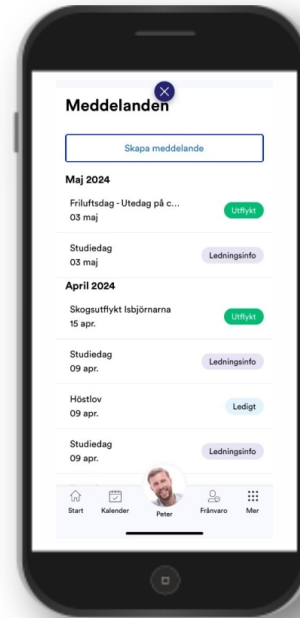 Meddelanden
Skapa meddelande
Maj 2024
Friluftsdag - Utedag på c...
03 maj
Utflykt
Studiedag
03 maj
Ledningsinfo
April 2024
Skogsutflykt Isbjörnarna
15 apr.
Utflykt
Studiedag
09 apr.
Ledningsinfo
Höstlov
09 apr.
Ledigt
Studiedag
09 apr.
Ledningsinfo
Start
Kalender
Peter
Frånvaro
Mer